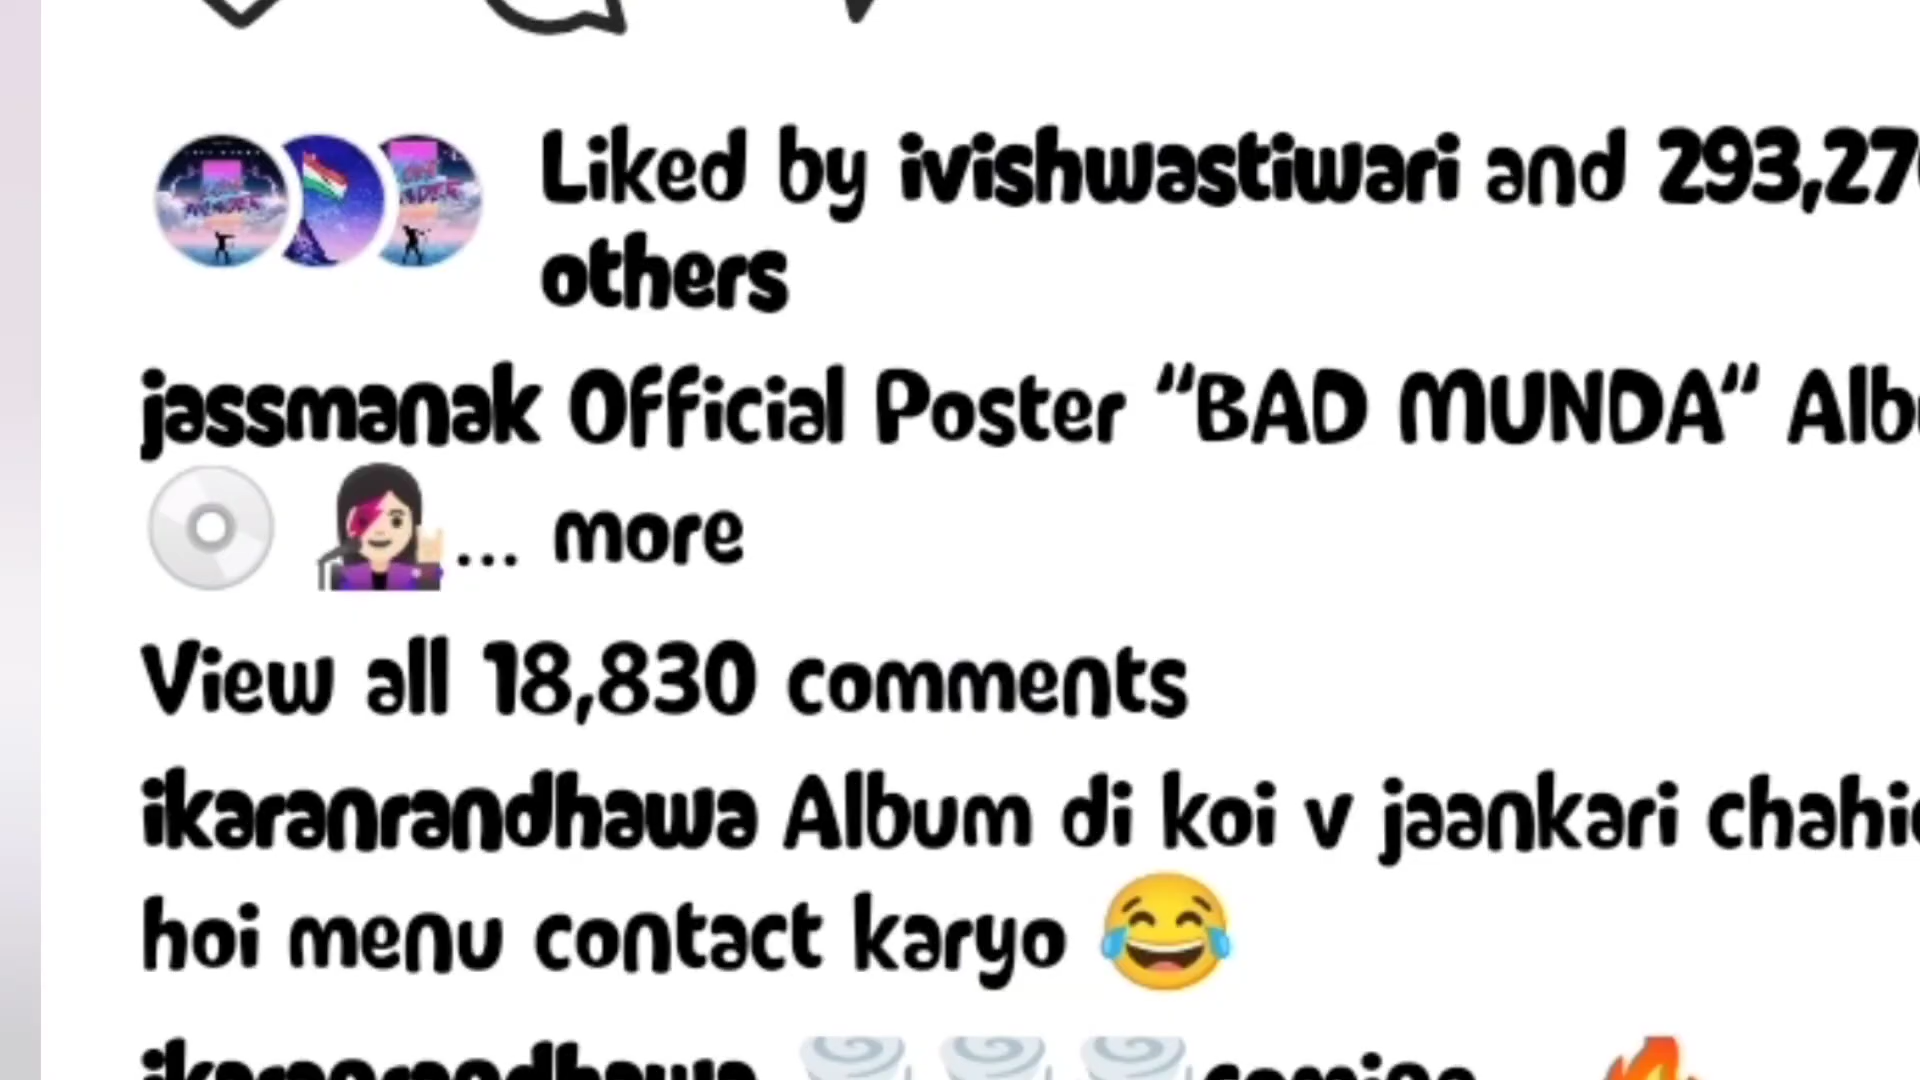 Liked by ivishwastiwari and 293,27
others
jassmanak Official Poster “BAD MUNDA“ Alb
... more
View all 18,830 comments
ikaranrandhawa Album di koi v jaankari chahi
hoi menu contact karyo 😂
ikaranrandhawa